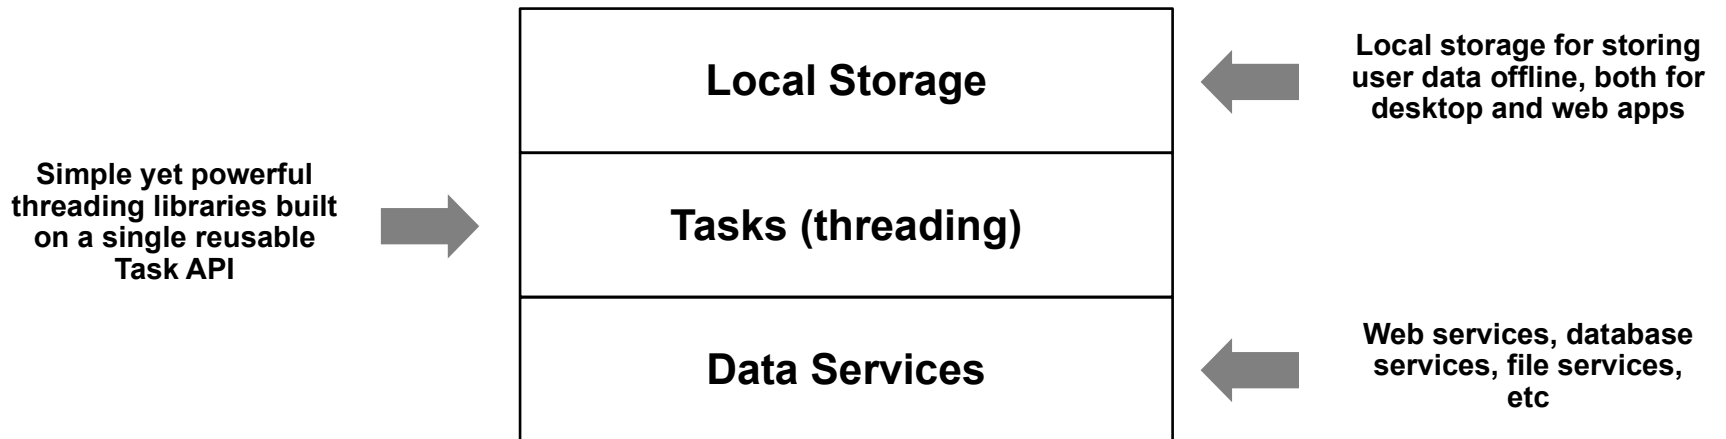 Local Storage
Local storage for storing
user data offline, both for
desktop and web apps
Simple yet powerful
threading libraries built
on a single reusable
Task API
Tasks (threading)
Data Services
Web services, database
services, file services,
etc